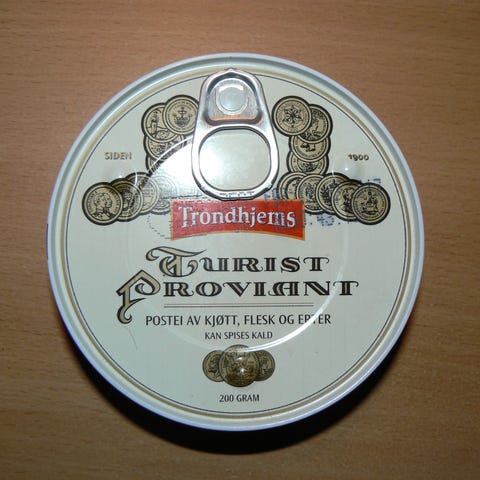 SIDEN 1900
Trondhjems
TURIST
PROVIANT
POSTEI AV KJØTT, FLESK OG ERTER
KAN SPISES KALD
200 GRAM